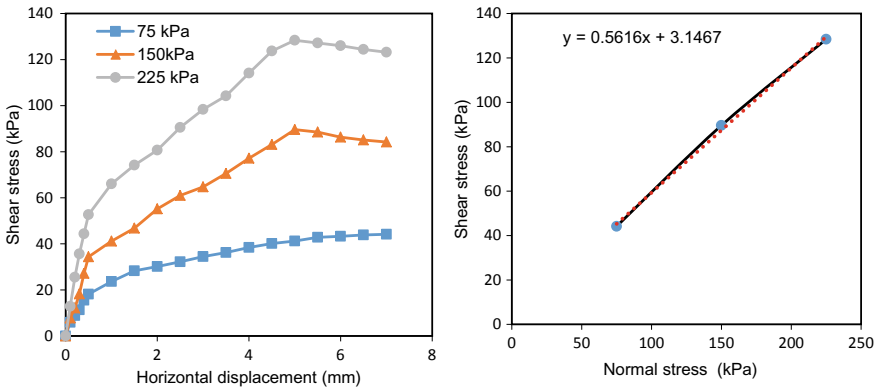 140
120
100
80
60
40
20
0
Shear stress (kPa)
75 kPa
150kPa
225 kPa
0 2 4 6 8
Horizontal displacement (mm)
140
120
100
80
60
40
20
0
Shear stress (kPa)
y = 0.5616x + 3.1467
0 50 100 150 200 250
Normal stress (kPa)